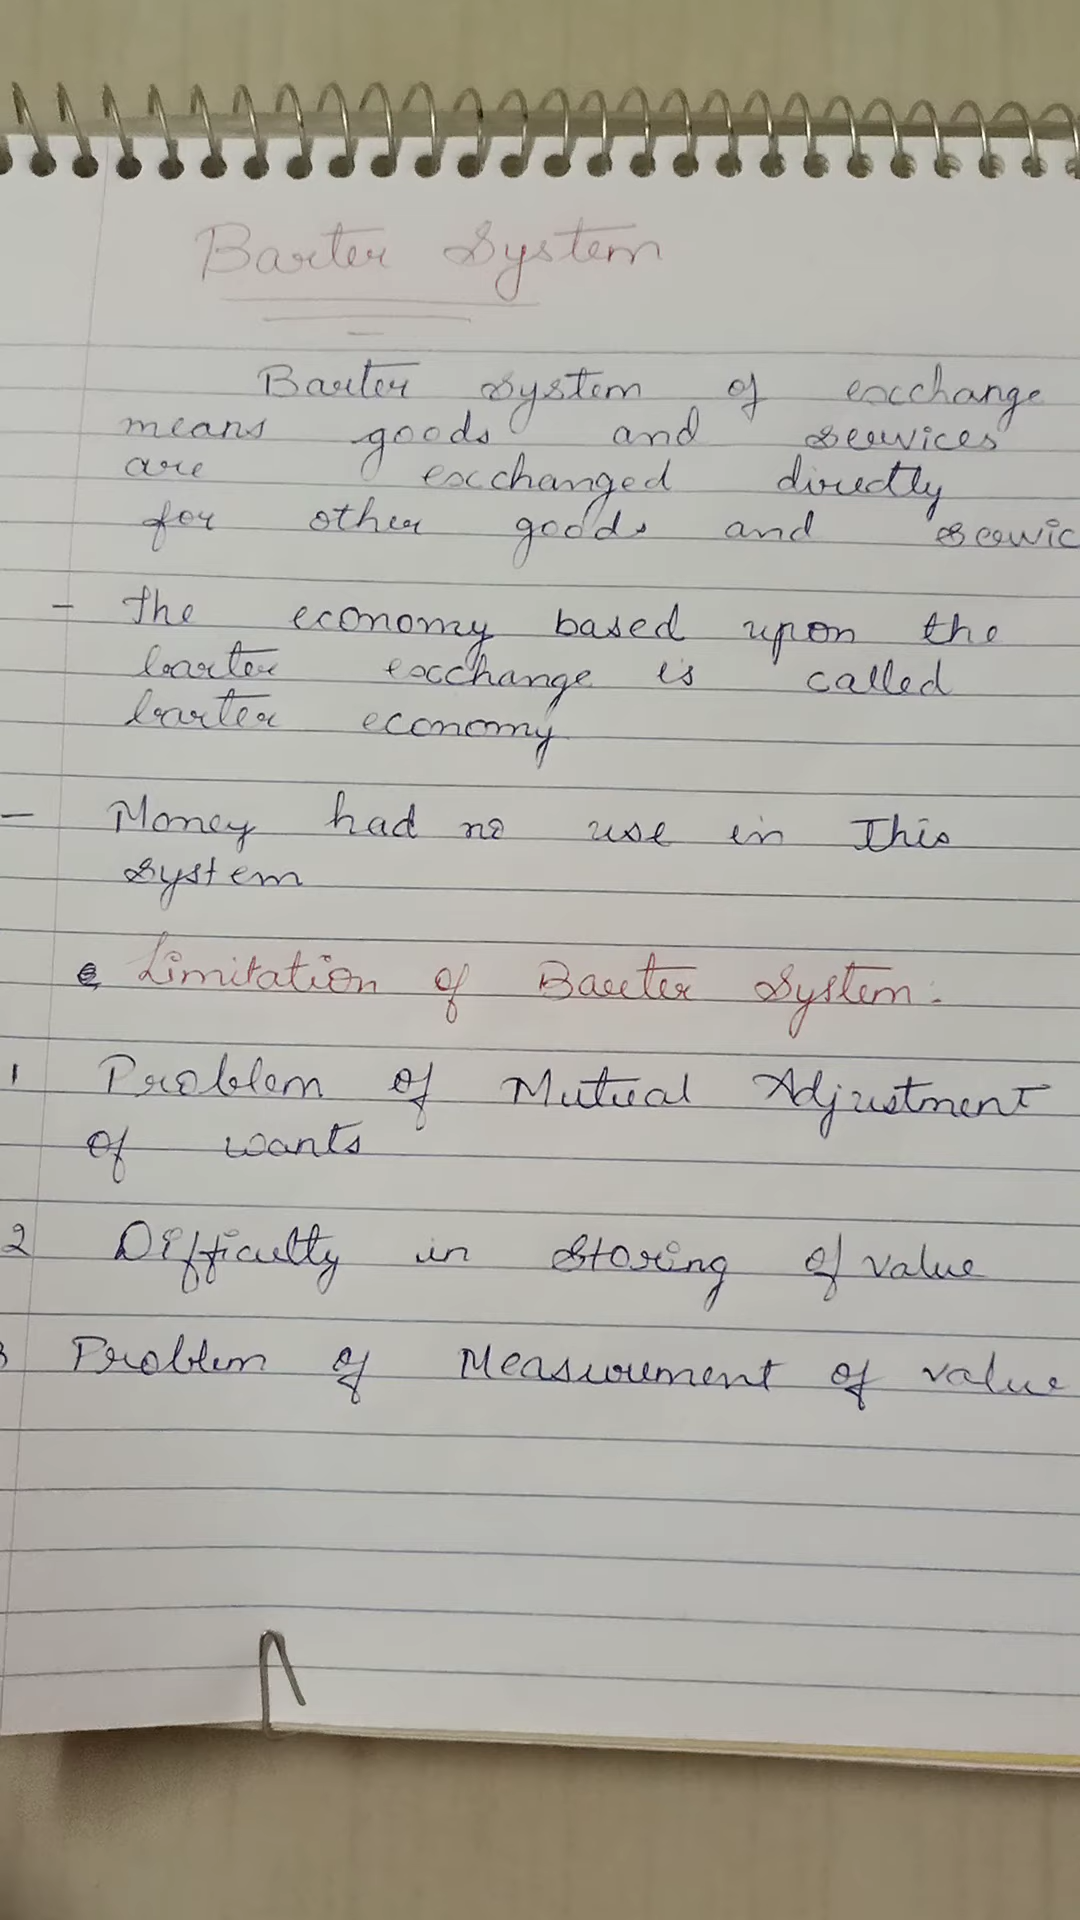 Barter System
Barter system of exchange
means goods and services
are exchanged directly
for other goods and servic
- The economy based upon the
barter exchange is called
barter economy
- Money had no use in This
system
Limitation of Barter System:
1 Problem of Mutual Adjustment
of wants
2 Difficulty in Storing of value
3 Problem of Measurement of value